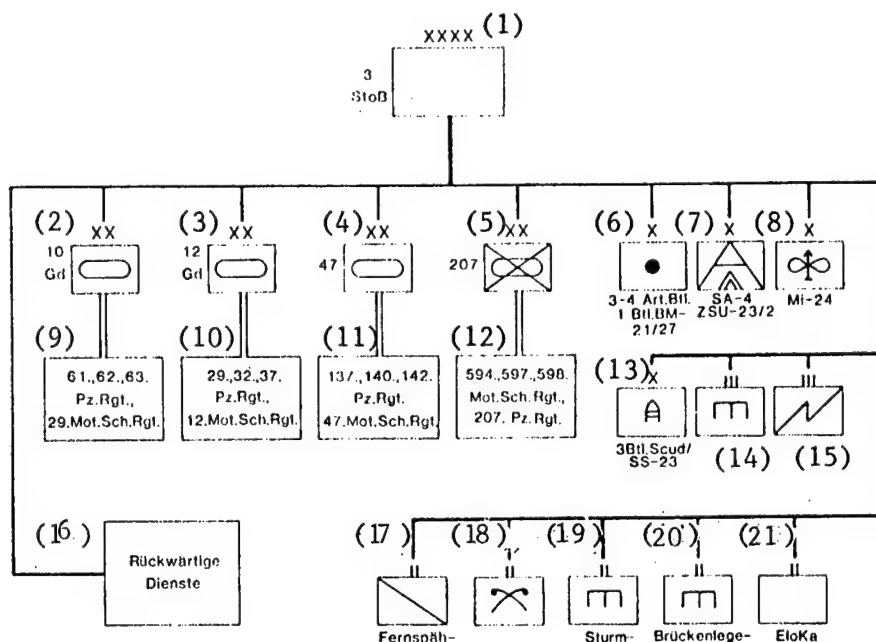 XXXX (1)
3
Stoß
(2) (3) (4) (5) (6) (7) (8)
XX XX XX XX X X X
10
Gd
12
Gd
47
207
3-4 Art.Btl.
1 Btl.BM-
21/27
SA-4
ZSU-23/2
Mi-24
(9) (10) (11) (12)
61.,62.,63.
Pz.Rgt.,
29.Mot.Sch.Rgt.
29.,32.,37.
Pz.Rgt.,
12.Mot.Sch.Rgt.
137.,140.,142.
Pz.Rgt.
47.Mot.Sch.Rgt.
594.,597.,598.
Mot.Sch.Rgt.,
207. Pz.Rgt.
(13) X III III
3Btl.Scud/
SS-23
(14) (15)
(16)
Rückwärtige
Dienste
(17) (18) (19) (20) (21)
II II II II II
Fernspäh-
Sturm-
Brückenlege-
EloKa